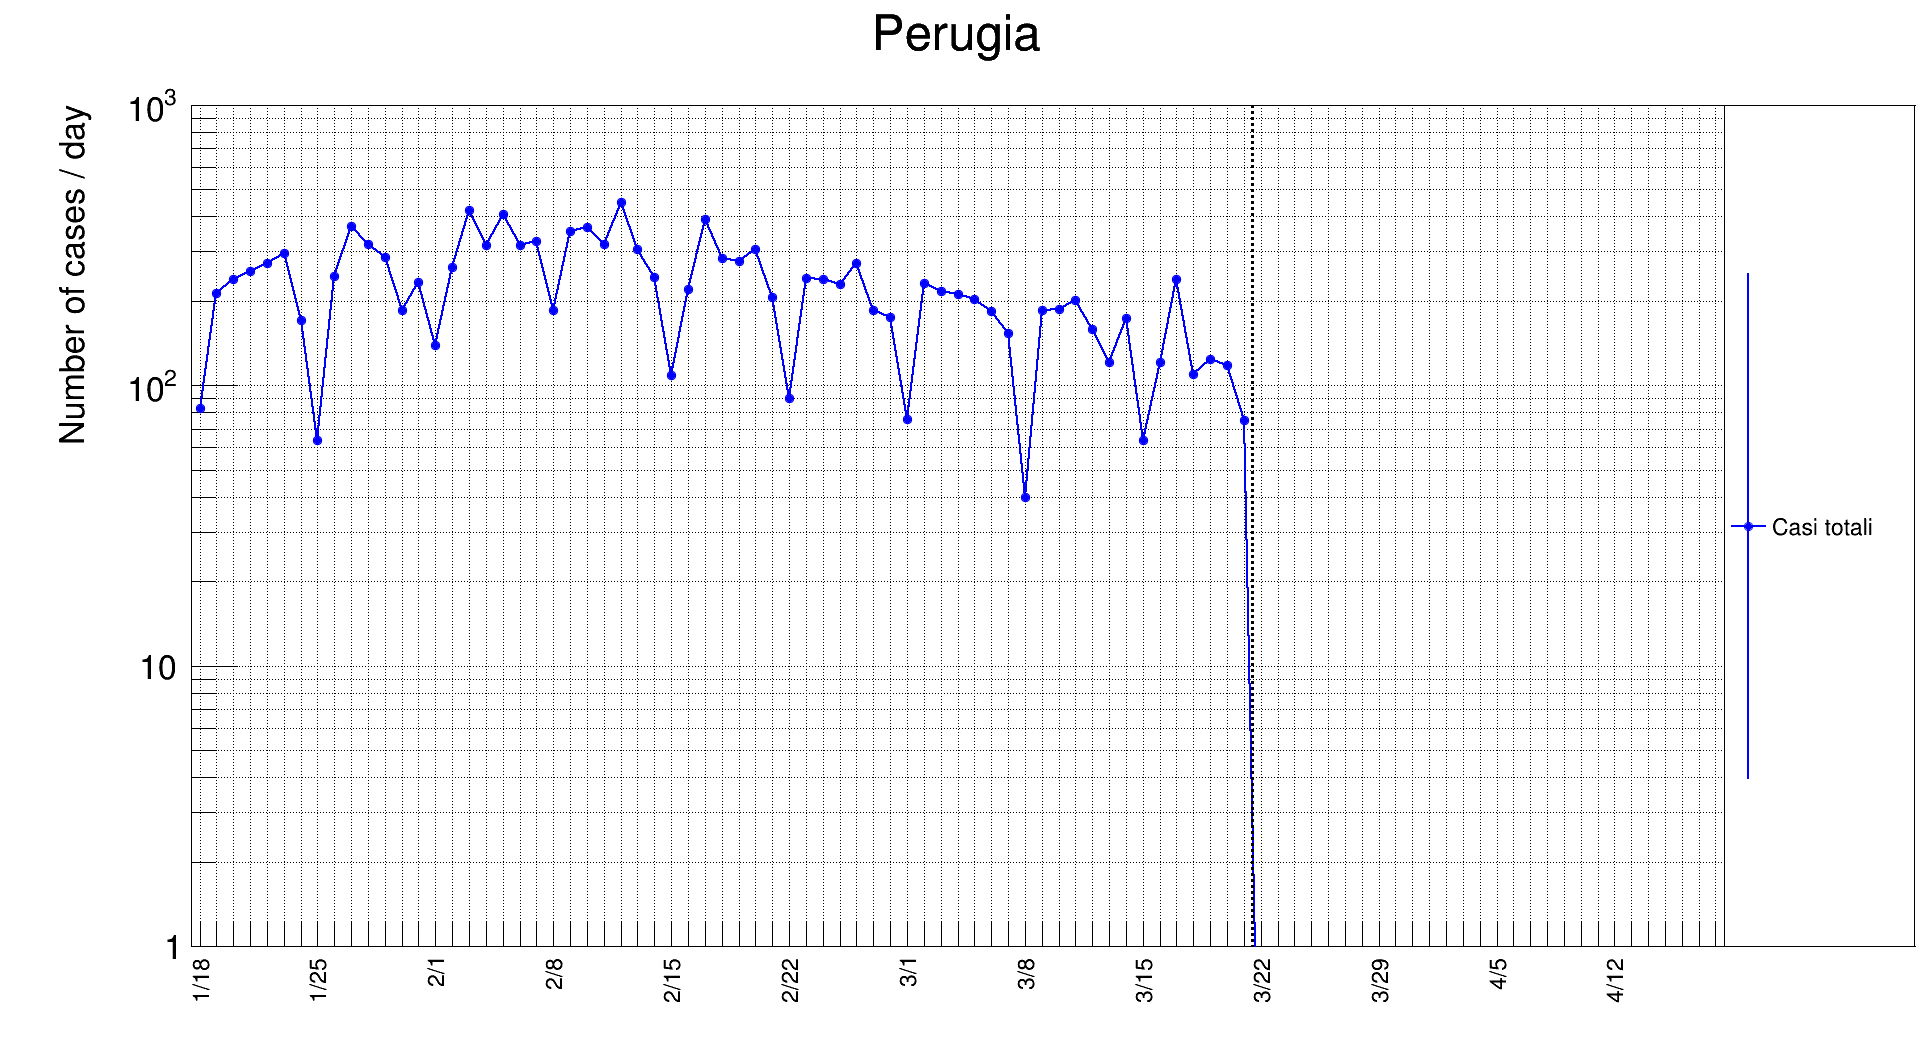 Perugia
Number of cases / day
10³
10²
10
1
1/18 1/25 2/1 2/8 2/15 2/22 3/1 3/8 3/15 3/22 3/29 4/5 4/12
Casi totali